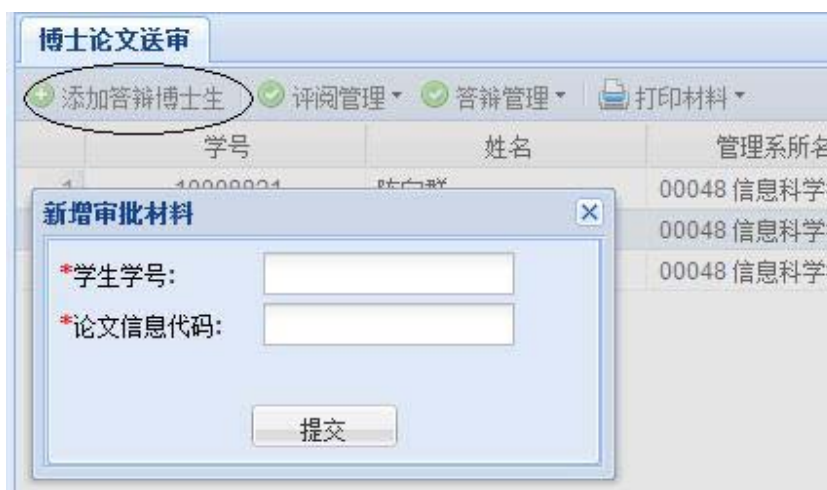 博士论文送审
添加答辩博士生 评阅管理 答辩管理 打印材料
学号 姓名 管理系所名
00048 信息科学
新增审批材料
00048 信息科学
*学生学号:
00048 信息科学
*论文信息代码:
提交